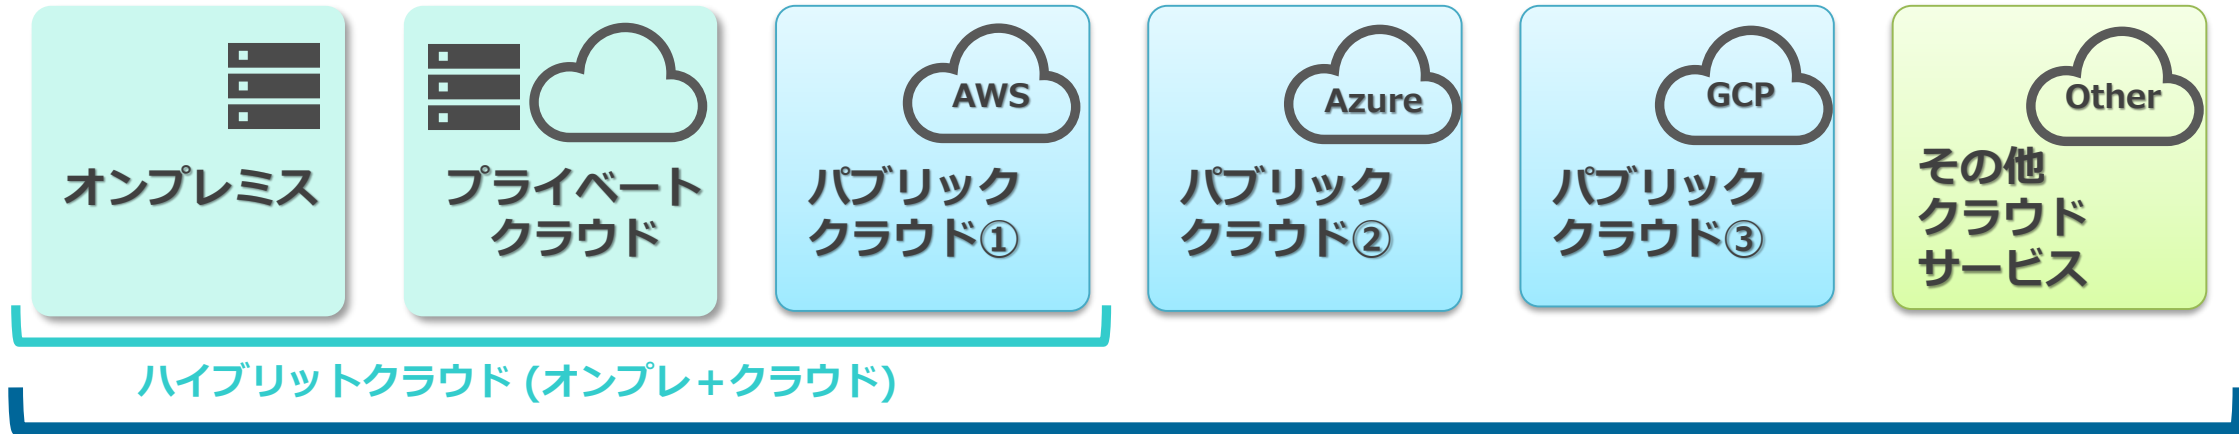 オンプレミス
プライベート
クラウド
AWS
パブリック
クラウド①
Azure
パブリック
クラウド②
GCP
パブリック
クラウド③
Other
その他
クラウド
サービス
ハイブリットクラウド (オンプレ+クラウド)